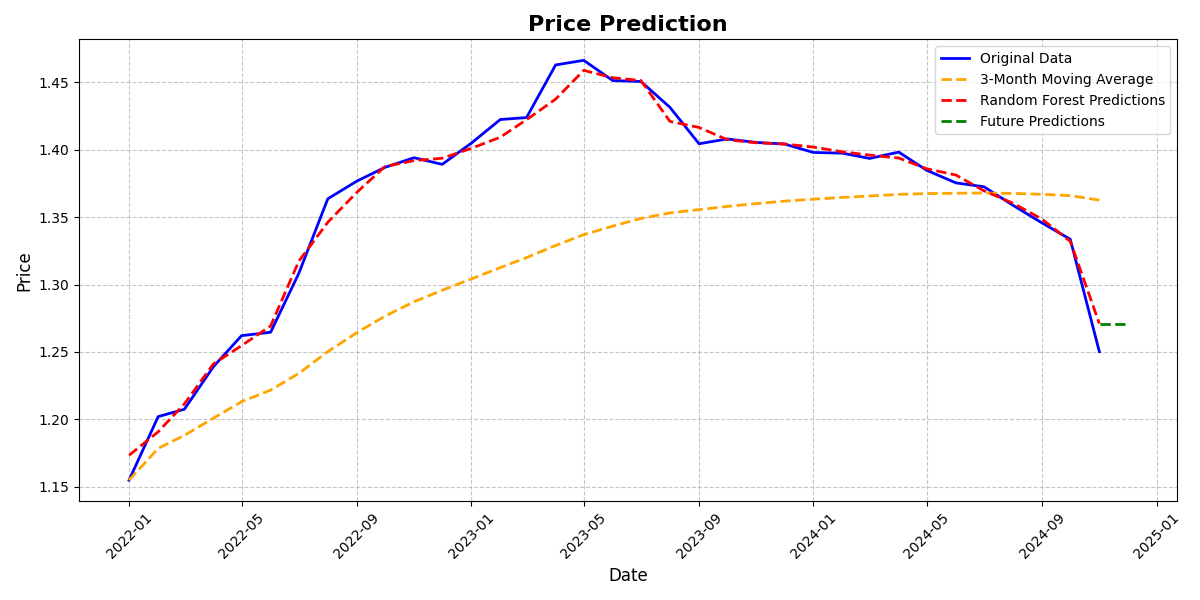 Price Prediction
Original Data
3-Month Moving Average
Random Forest Predictions
Future Predictions
Price
1.45
1.40
1.35
1.30
1.25
1.20
1.15
2022-01
2022-05
2022-09
2023-01
2023-05
2023-09
2024-01
2024-05
2024-09
2025-01
Date